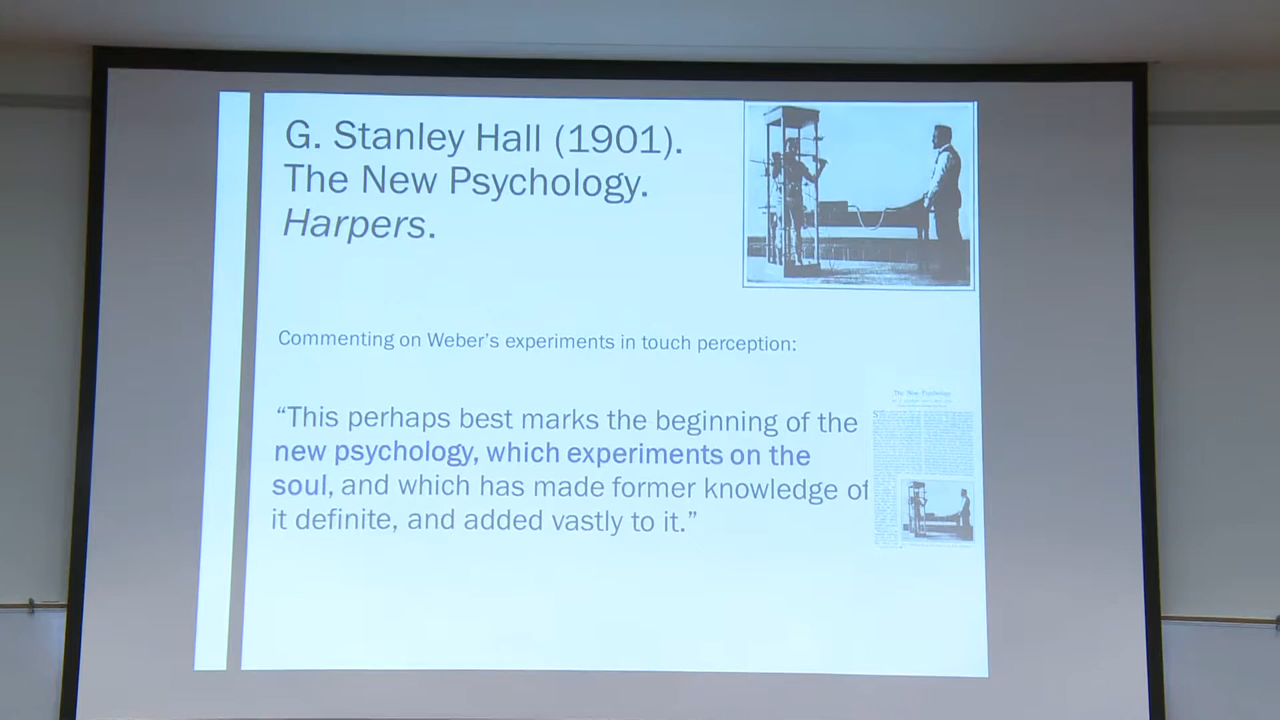 G. Stanley Hall (1901).
The New Psychology.
Harpers.
Commenting on Weber's experiments in touch perception:
“This perhaps best marks the beginning of the
new psychology, which experiments on the
soul, and which has made former knowledge of
it definite, and added vastly to it.”
The New Psychology